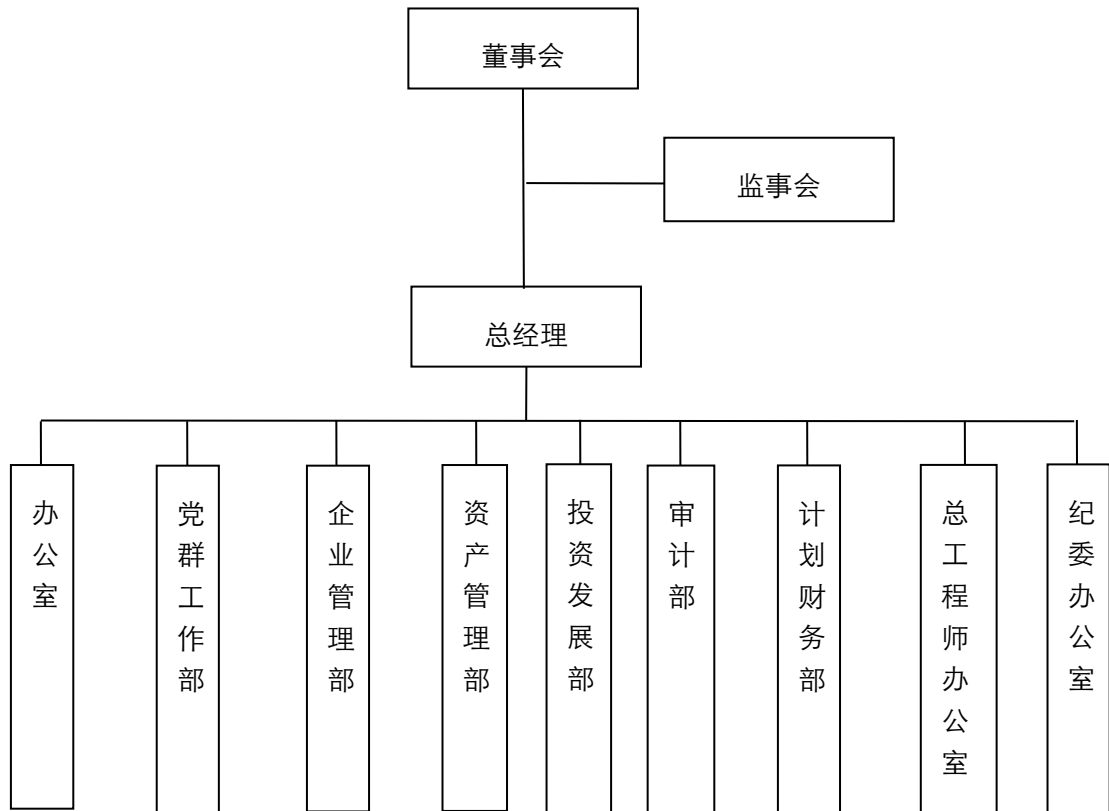 董事会
监事会
总经理
办公室
党群工作部
企业管理部
资产管理部
投资发展部
审计部
计划财务部
总工程师办公室
纪委办公室